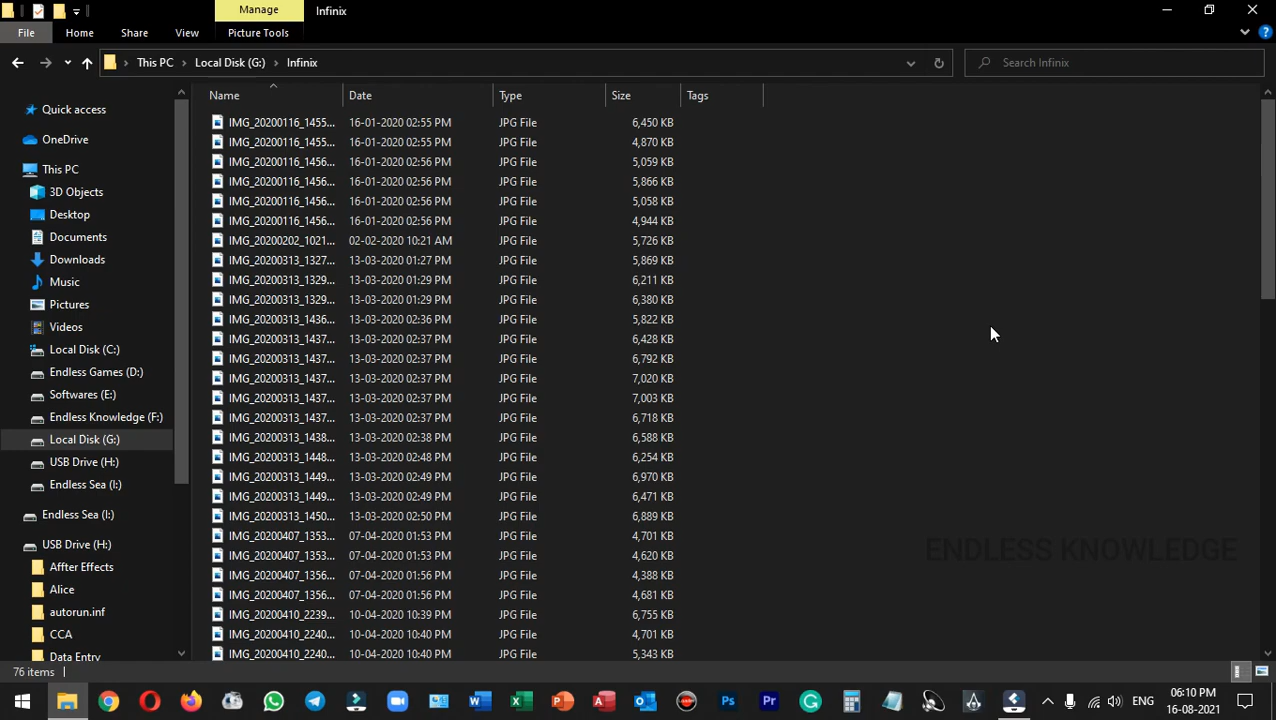 Manage
Infinix
File
Home
Share
View
Picture Tools
This PC
Local Disk (G:)
Infinix
Search Infinix
Name
Date
Type
Size
Tags
Quick access
OneDrive
This PC
3D Objects
Desktop
Documents
Downloads
Music
Pictures
Videos
Local Disk (C:)
Endless Games (D:)
Softwares (E:)
Endless Knowledge (F:)
Local Disk (G:)
USB Drive (H:)
Endless Sea (I:)
Endless Sea (I:)
USB Drive (H:)
Affter Effects
Alice
autorun.inf
CCA
Data Entry
IMG_20200116_1455... 16-01-2020 02:55 PM JPG File 6,450 KB
IMG_20200116_1455... 16-01-2020 02:55 PM JPG File 4,870 KB
IMG_20200116_1456... 16-01-2020 02:56 PM JPG File 5,095 KB
IMG_20200116_1456... 16-01-2020 02:56 PM JPG File 5,856 KB
IMG_20200116_1456... 16-01-2020 02:56 PM JPG File 5,058 KB
IMG_20200116_1456... 16-01-2020 02:56 PM JPG File 4,944 KB
IMG_20200202_1021... 02-02-2020 10:21 AM JPG File 5,726 KB
IMG_20200313_1327... 13-03-2020 01:27 PM JPG File 5,869 KB
IMG_20200313_1329... 13-03-2020 01:29 PM JPG File 6,211 KB
IMG_20200313_1329... 13-03-2020 01:29 PM JPG File 6,380 KB
IMG_20200313_1436... 13-03-2020 02:36 PM JPG File 5,822 KB
IMG_20200313_1437... 13-03-2020 02:37 PM JPG File 6,428 KB
IMG_20200313_1437... 13-03-2020 02:37 PM JPG File 6,792 KB
IMG_20200313_1437... 13-03-2020 02:37 PM JPG File 7,030 KB
IMG_20200313_1437... 13-03-2020 02:37 PM JPG File 7,003 KB
IMG_20200313_1437... 13-03-2020 02:37 PM JPG File 6,718 KB
IMG_20200313_1438... 13-03-2020 02:38 PM JPG File 6,588 KB
IMG_20200313_1448... 13-03-2020 02:48 PM JPG File 6,254 KB
IMG_20200313_1449... 13-03-2020 02:49 PM JPG File 6,970 KB
IMG_20200313_1449... 13-03-2020 02:49 PM JPG File 6,471 KB
IMG_20200313_1450... 13-03-2020 02:50 PM JPG File 6,889 KB
IMG_20200407_1353... 07-04-2020 01:53 PM JPG File 4,701 KB
IMG_20200407_1353... 07-04-2020 01:53 PM JPG File 4,620 KB
IMG_20200407_1356... 07-04-2020 01:56 PM JPG File 4,388 KB
IMG_20200407_1356... 07-04-2020 01:56 PM JPG File 4,681 KB
IMG_20200410_2239... 10-04-2020 10:39 PM JPG File 6,753 KB
IMG_20200410_2240... 10-04-2020 10:40 PM JPG File 4,701 KB
IMG_20200410_2240... 10-04-2020 10:40 PM JPG File 5,343 KB
ENDLESS KNOWLEDGE
76 items
ENG
06:10 PM
16-08-2021